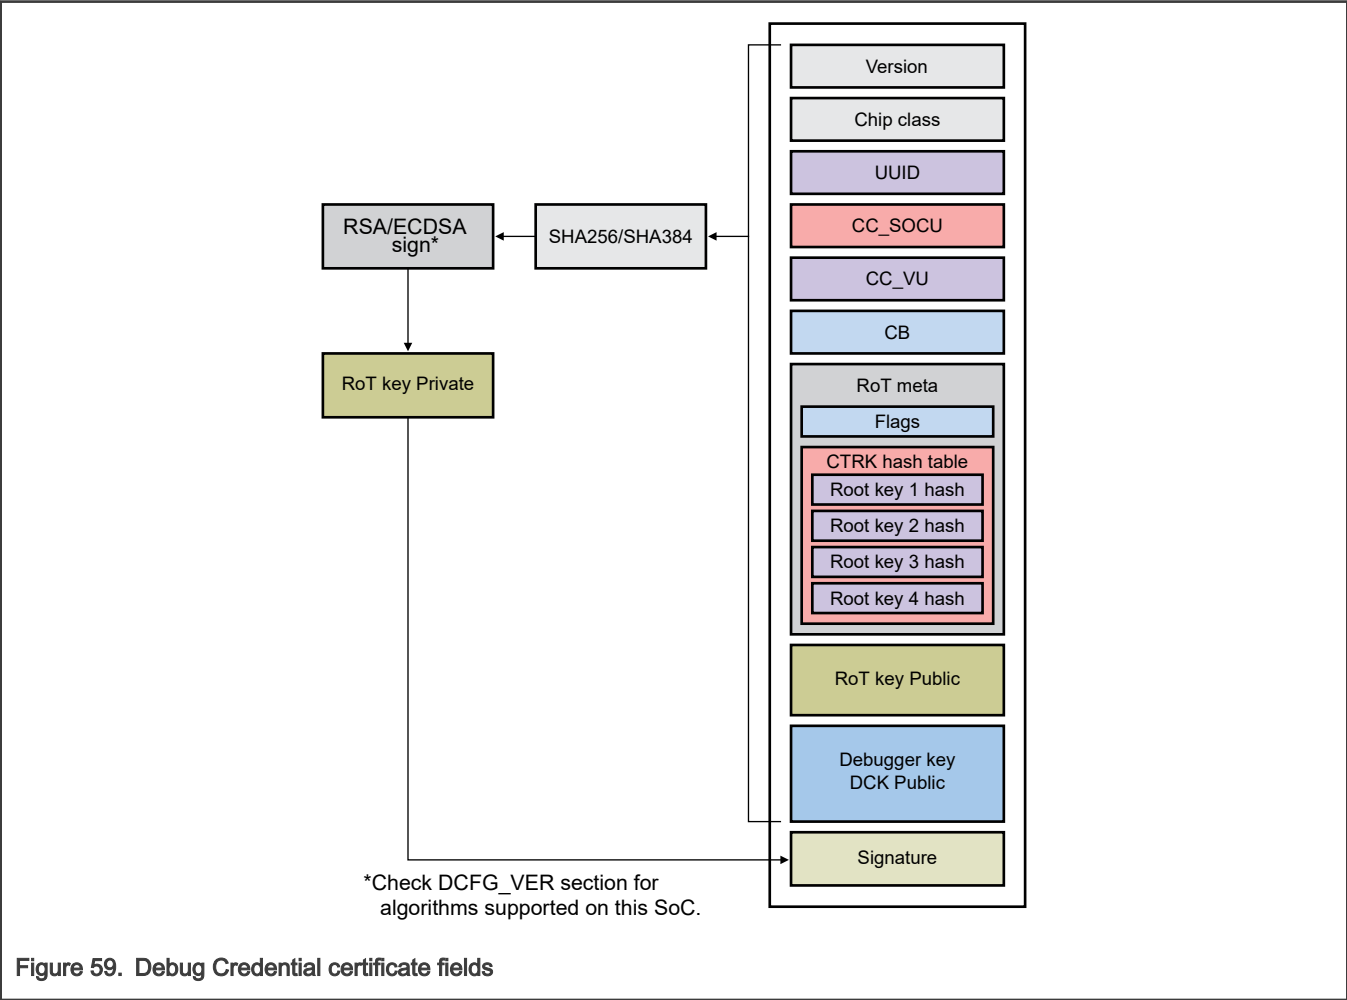 Version
Chip class
UUID
CC_SOCU
CC_VU
CB
RoT meta
Flags
CTRK hash table
Root key 1 hash
Root key 2 hash
Root key 3 hash
Root key 4 hash
RoT key Public
Debugger key
DCK Public
Signature
SHA256/SHA384
RSA/ECDSA
sign*
RoT key Private
*Check DCFG_VER section for
algorithms supported on this SoC.
Figure 59. Debug Credential certificate fields